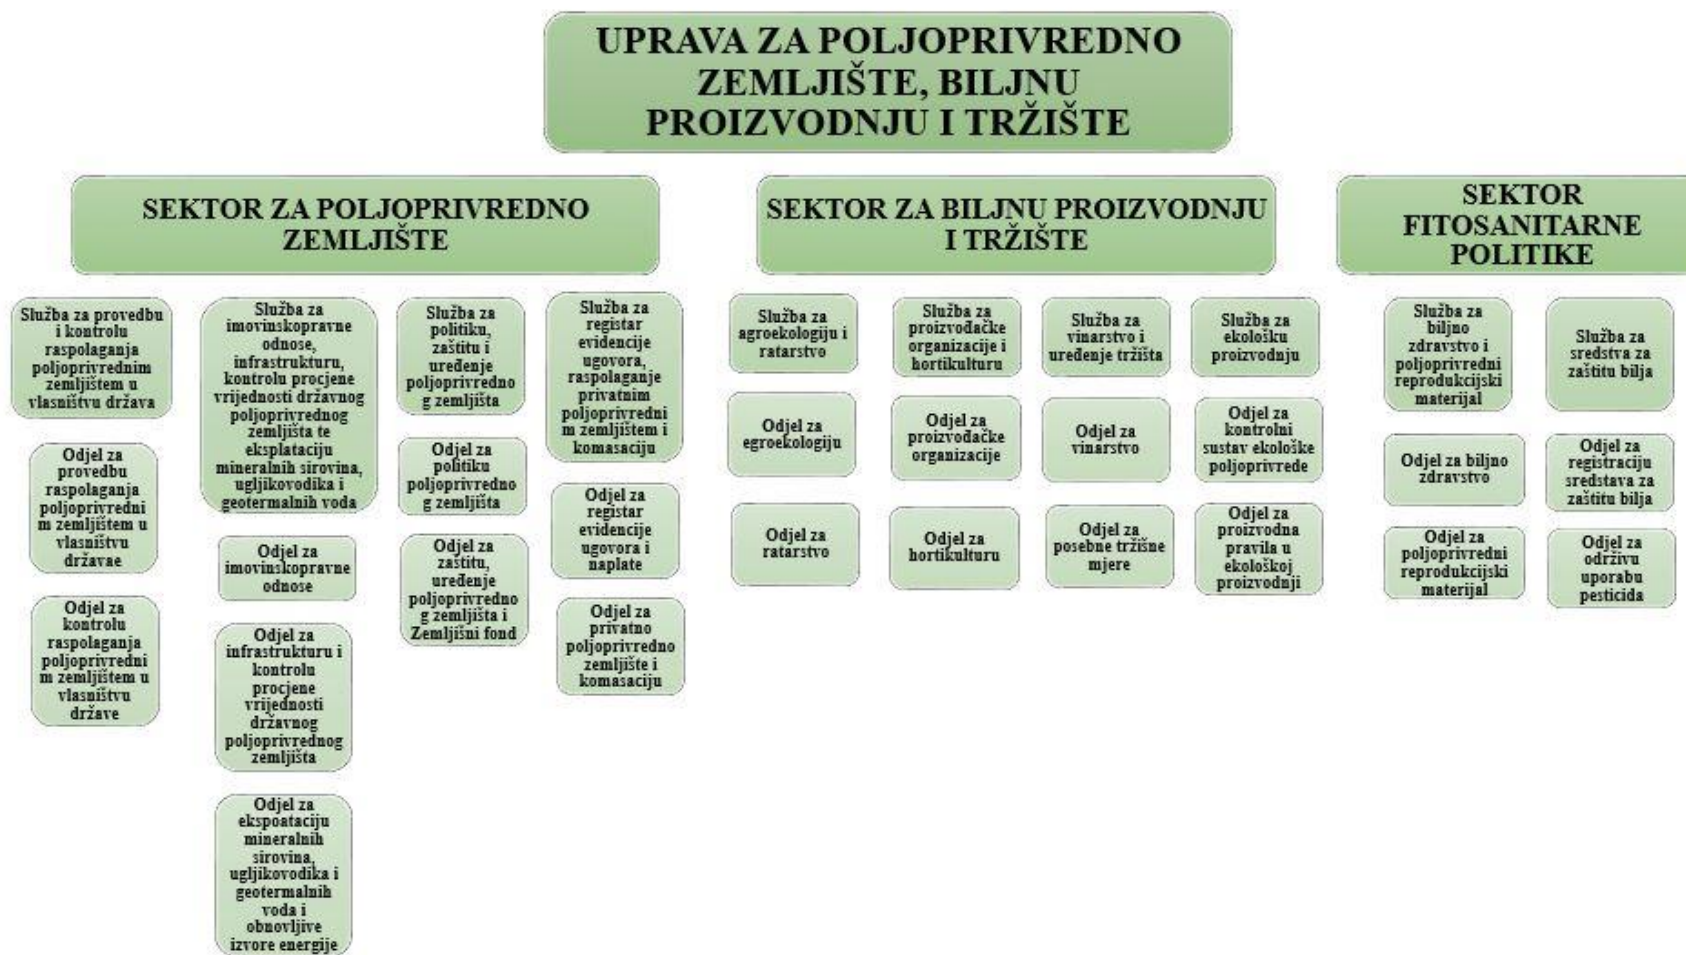 UPRAVA ZA POLJOPRIVREDNO
ZEMLJIŠTE, BILJNU
PROIZVODNJU I TRŽIŠTE
SEKTOR ZA POLJOPRIVREDNO
ZEMLJIŠTE
Služba za provedbu
i kontrolu
raspolaganja
poljoprivrednim
zemljištem u
vlasništvu država
Odjel za
provedbu
raspolaganja
poljoprivredni
m zemljištem u
vlasništvu
državae
Odjel za
kontrolu
raspolaganja
poljoprivredni
m zemljištem u
vlasništvu
države
Služba za
imovinskopravne
odnose,
infrastrukturu,
kontrolu procjene
vrijednosti državnog
poljoprivrednog
zemljišta te
eksplataciju
mineralnih sirovina,
ugljikovodika i
geotermalnih voda
Odjel za
imovinskopravne
odnose
Odjel za
infrastrukturu i
kontrolu
procjene
vrijednosti
državnog
poljoprivrednog
zemljišta
Odjel za
ekspoataciju
mineralnih
sirovina,
ugljikovodika i
geotermalnih
voda i
obnovljive
izvore energije
Služba za
politiku,
zaštitu i
uređenje
poljoprivredno
g zemljišta
Odjel za
politiku
poljoprivredno
g zemljišta
Odjel za
zaštitu,
uređenje
poljoprivredno
g zemljišta i
Zemljišni fond
Služba za
registar
evidencije
ugovora,
raspolaganje
privatnim
poljoprivredni
m zemljištem i
komasaciju
Odjel za
registar
evidencije
ugovora i
naplate
Odjel za
privatno
poljoprivredno
zemljište i
komasaciju
SEKTOR ZA BILJNU PROIZVODNJU
I TRŽIŠTE
Služba za
agroekologiju i
ratarstvo
Odjel za
egroekologiju
Odjel za
ratarstvo
Služba za
proizvođačke
organizacije i
hortikulturu
Odjel za
proizvođačke
organizacije
Odjel za
hortikulturu
Služba za
vinarstvo i
uređenje tržišta
Odjel za
vinarstvo
Odjel za
posebne tržišne
mjere
Služba za
ekološku
proizvodnju
Odjel za
kontrolni
sustav ekološke
poljoprivrede
Odjel za
proizvodna
pravila u
ekološkoj
proizvodnji
SEKTOR
FITOSANITARNE
POLITIKE
Služba za
biljno
zdravstvo i
poljoprivredni
reprodukcijski
materijal
Odjel za biljno
zdravstvo
Odjel za
poljoprivredni
reprodukcijski
materijal
Služba za
sredstva za
zaštitu bilja
Odjel za
registraciju
sredstava za
zaštitu bilja
Odjel za
održivu
uporabu
pesticida